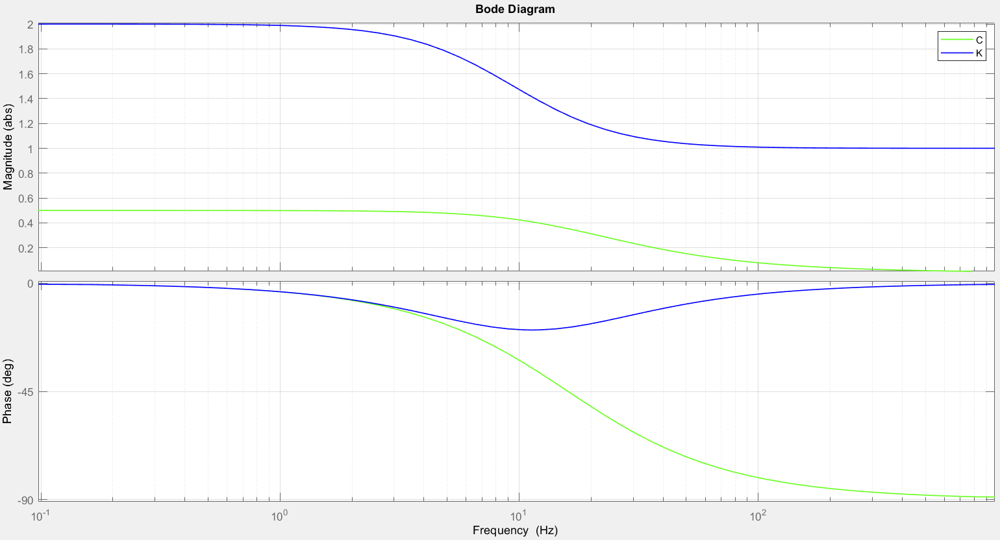 Bode Diagram
Magnitude (abs)
2
1.8
1.6
1.4
1.2
1
0.8
0.6
0.4
0.2
C
K
Phase (deg)
0
-45
-90
10^-1
10^0
10^1
10^2
Frequency (Hz)